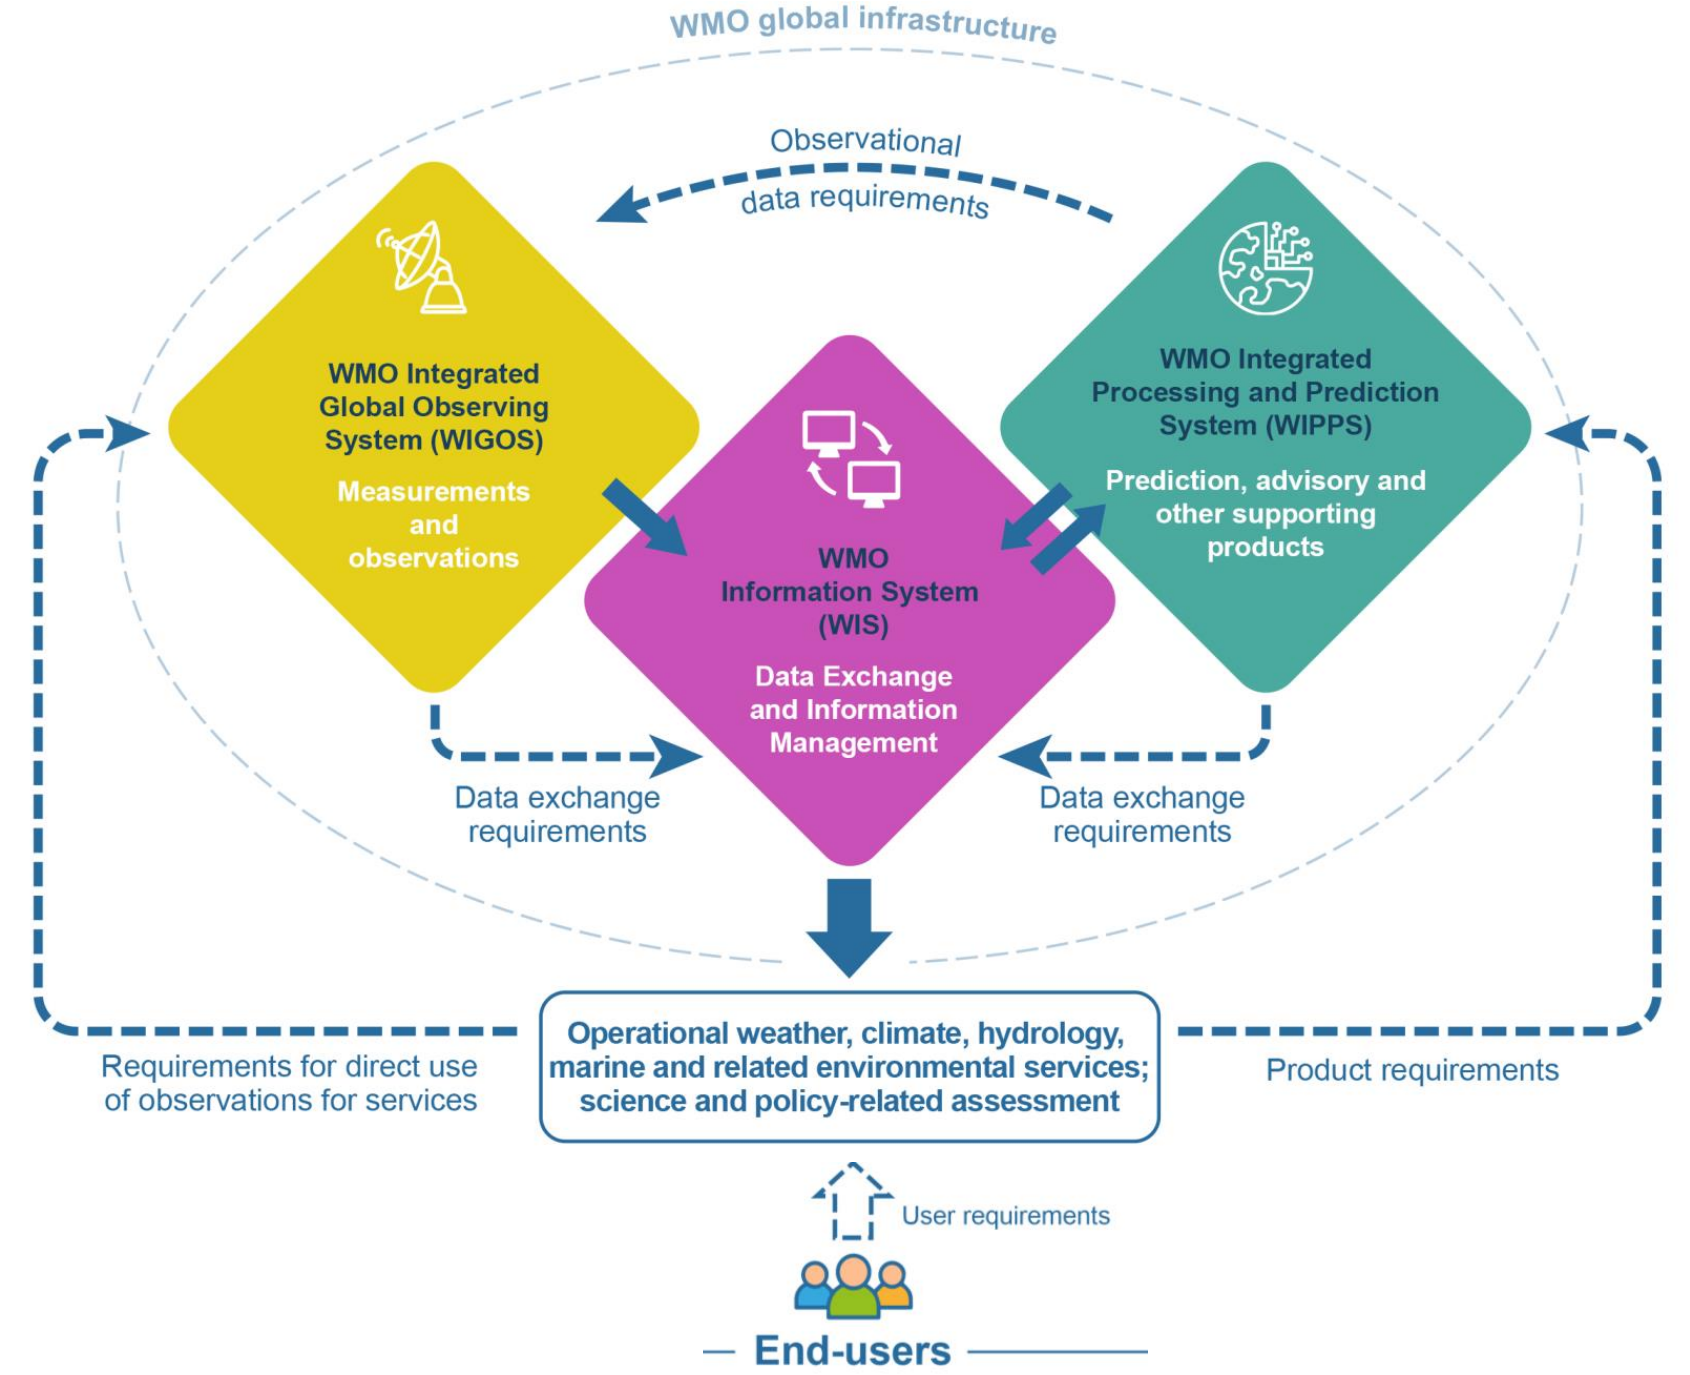 WMO global infrastructure
Observational
data requirements
WMO Integrated
Global Observing
System (WIGOS)
Measurements
and
observations
WMO Integrated
Processing and Prediction
System (WIPPS)
Prediction, advisory and
other supporting
products
WMO
Information System
(WIS)
Data Exchange
and Information
Management
Data exchange
requirements
Data exchange
requirements
Operational weather, climate, hydrology,
marine and related environmental services;
science and policy-related assessment
Requirements for direct use
of observations for services
Product requirements
User requirements
End-users